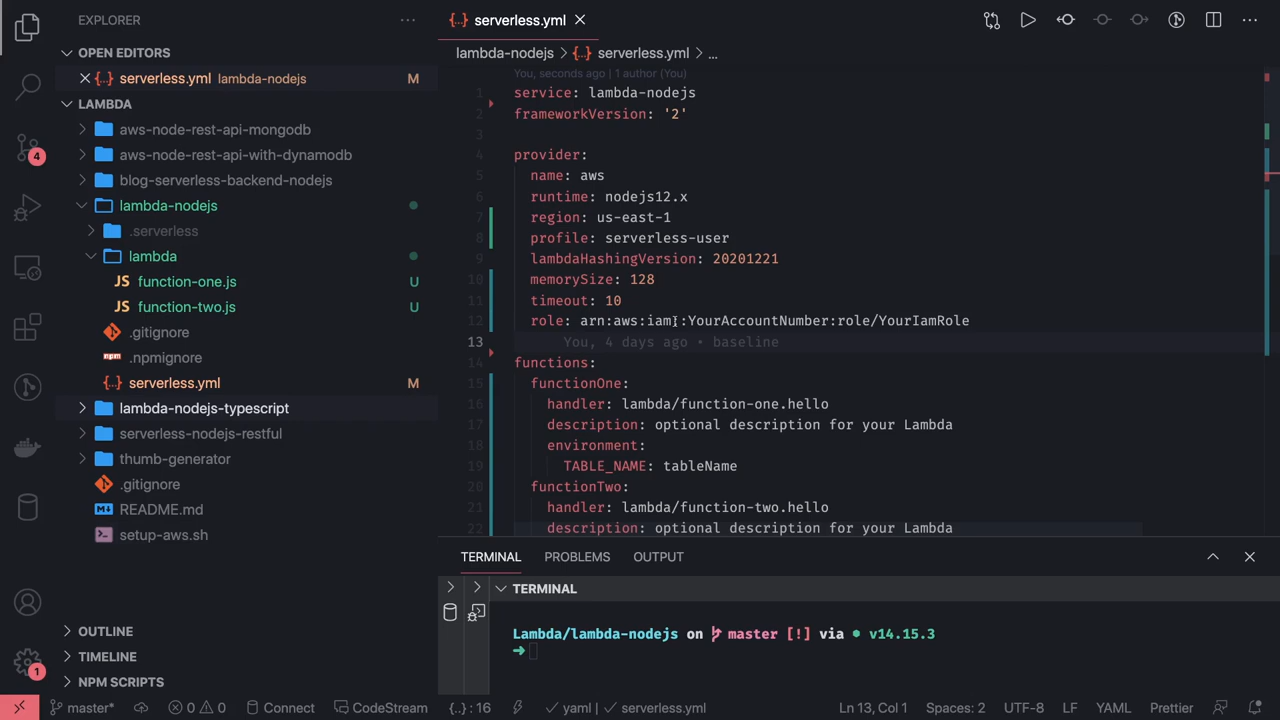 EXPLORER
OPEN EDITORS
serverless.yml lambda-nodejs M
LAMBDA
aws-node-rest-api-mongodb
aws-node-rest-api-with-dynamodb
blog-serverless-backend-nodejs
lambda-nodejs
.serverless
lambda
JS function-one.js U
JS function-two.js U
.gitignore
npm .npmignore
{..} serverless.yml M
lambda-nodejs-typescript
serverless-nodejs-restful
thumb-generator
.gitignore
README.md
setup-aws.sh
OUTLINE
TIMELINE
NPM SCRIPTS
4
1
{..} serverless.yml
lambda-nodejs > {..} serverless.yml > ...
You, seconds ago | 1 author (You)
1 service: lambda-nodejs
2 frameworkVersion: '2'
3
4 provider:
5 name: aws
6 runtime: nodejs12.x
7 region: us-east-1
8 profile: serverless-user
9 lambdaHashingVersion: 20201221
10 memorySize: 128
11 timeout: 10
12 role: arn:aws:iam::YourAccountNumber:role/YourIamRole
13 You, 4 days ago • baseline
14 functions:
15 functionOne:
16 handler: lambda/function-one.hello
17 description: optional description for your Lambda
18 environment:
19 TABLE_NAME: tableName
20 functionTwo:
21 handler: lambda/function-two.hello
22 description: optional description for your Lambda
TERMINAL PROBLEMS OUTPUT
TERMINAL
Lambda/lambda-nodejs on master [!] via v14.15.3
➜
master* 0 0 Connect CodeStream {..} : 16 yaml | serverless.yml Ln 13, Col 1 Spaces: 2 UTF-8 LF YAML Prettier